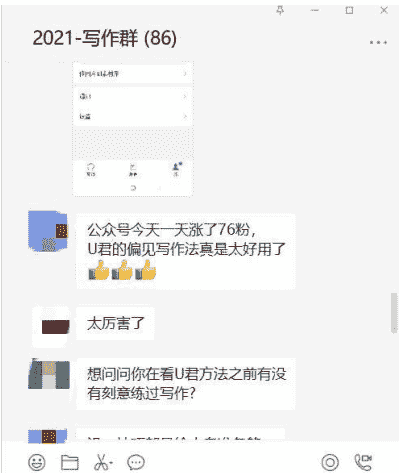 2021-写作群 (86)
公众号今天一天涨了76粉，
U君的偏见写作法真是太好用了
👍👍👍
太厉害了
想问问你在看U君方法之前有没
有刻意练过写作?